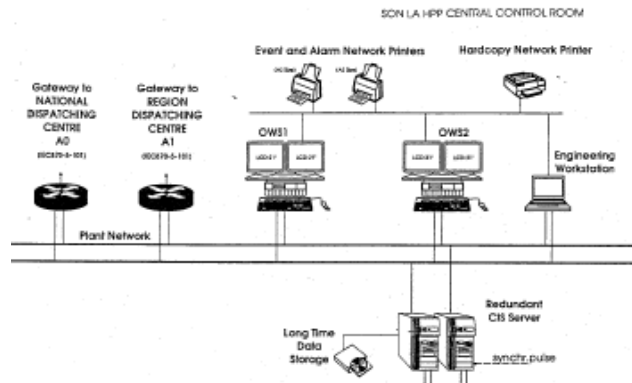 SON LA HPP CENTRAL CONTROL ROOM
Event and Alarm Network Printers
Hardcopy Network Printer
Gateway to
NATIONAL
DISPATCHING
CENTRE
A0
Gateway to
REGION
DISPATCHING
CENTRE
A1
OWS1
OWS2
Engineering
Workstation
Plant Network
Redundant
CIS Server
Long Time
Data
Storage
synchr.pulse